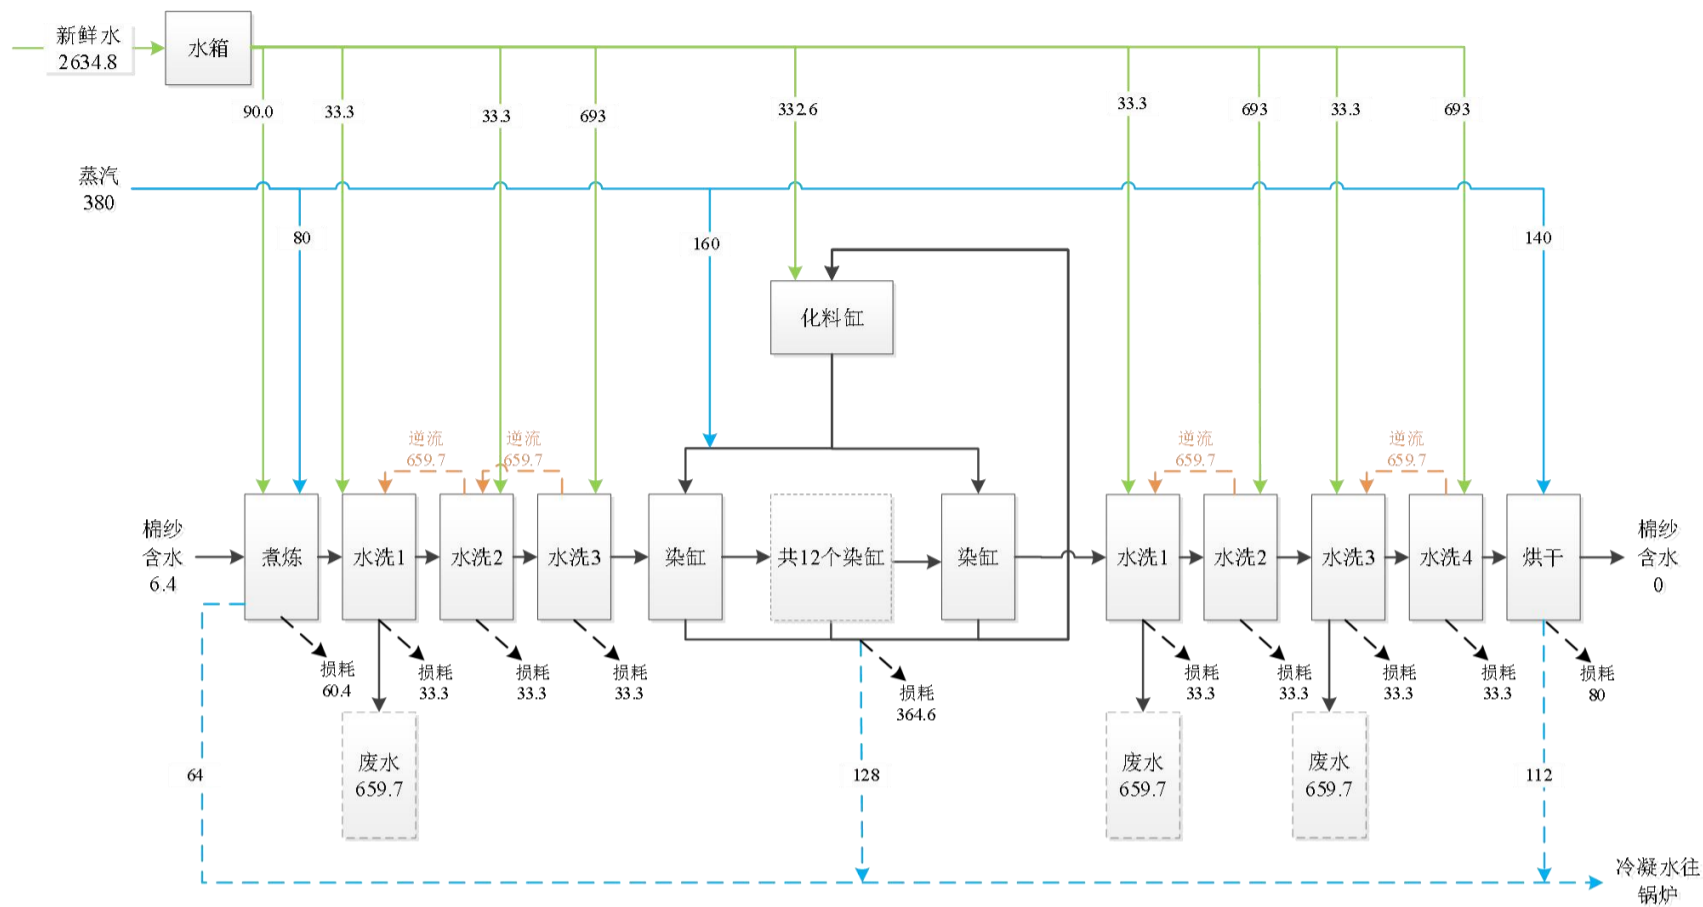 新鲜水
2634.8
水箱
90.0
33.3
33.3
693
332.6
33.3
693
33.3
693
蒸汽
380
80
160
140
化料缸
逆流
659.7
逆流
659.7
逆流
659.7
逆流
659.7
棉纱
含水
6.4
煮炼
水洗1
水洗2
水洗3
染缸
共12个染缸
染缸
水洗1
水洗2
水洗3
水洗4
烘干
棉纱
含水
0
损耗
60.4
损耗
33.3
损耗
33.3
损耗
33.3
损耗
364.6
损耗
33.3
损耗
33.3
损耗
33.3
损耗
33.3
损耗
80
废水
659.7
废水
659.7
废水
659.7
64
128
112
冷凝水往
锅炉